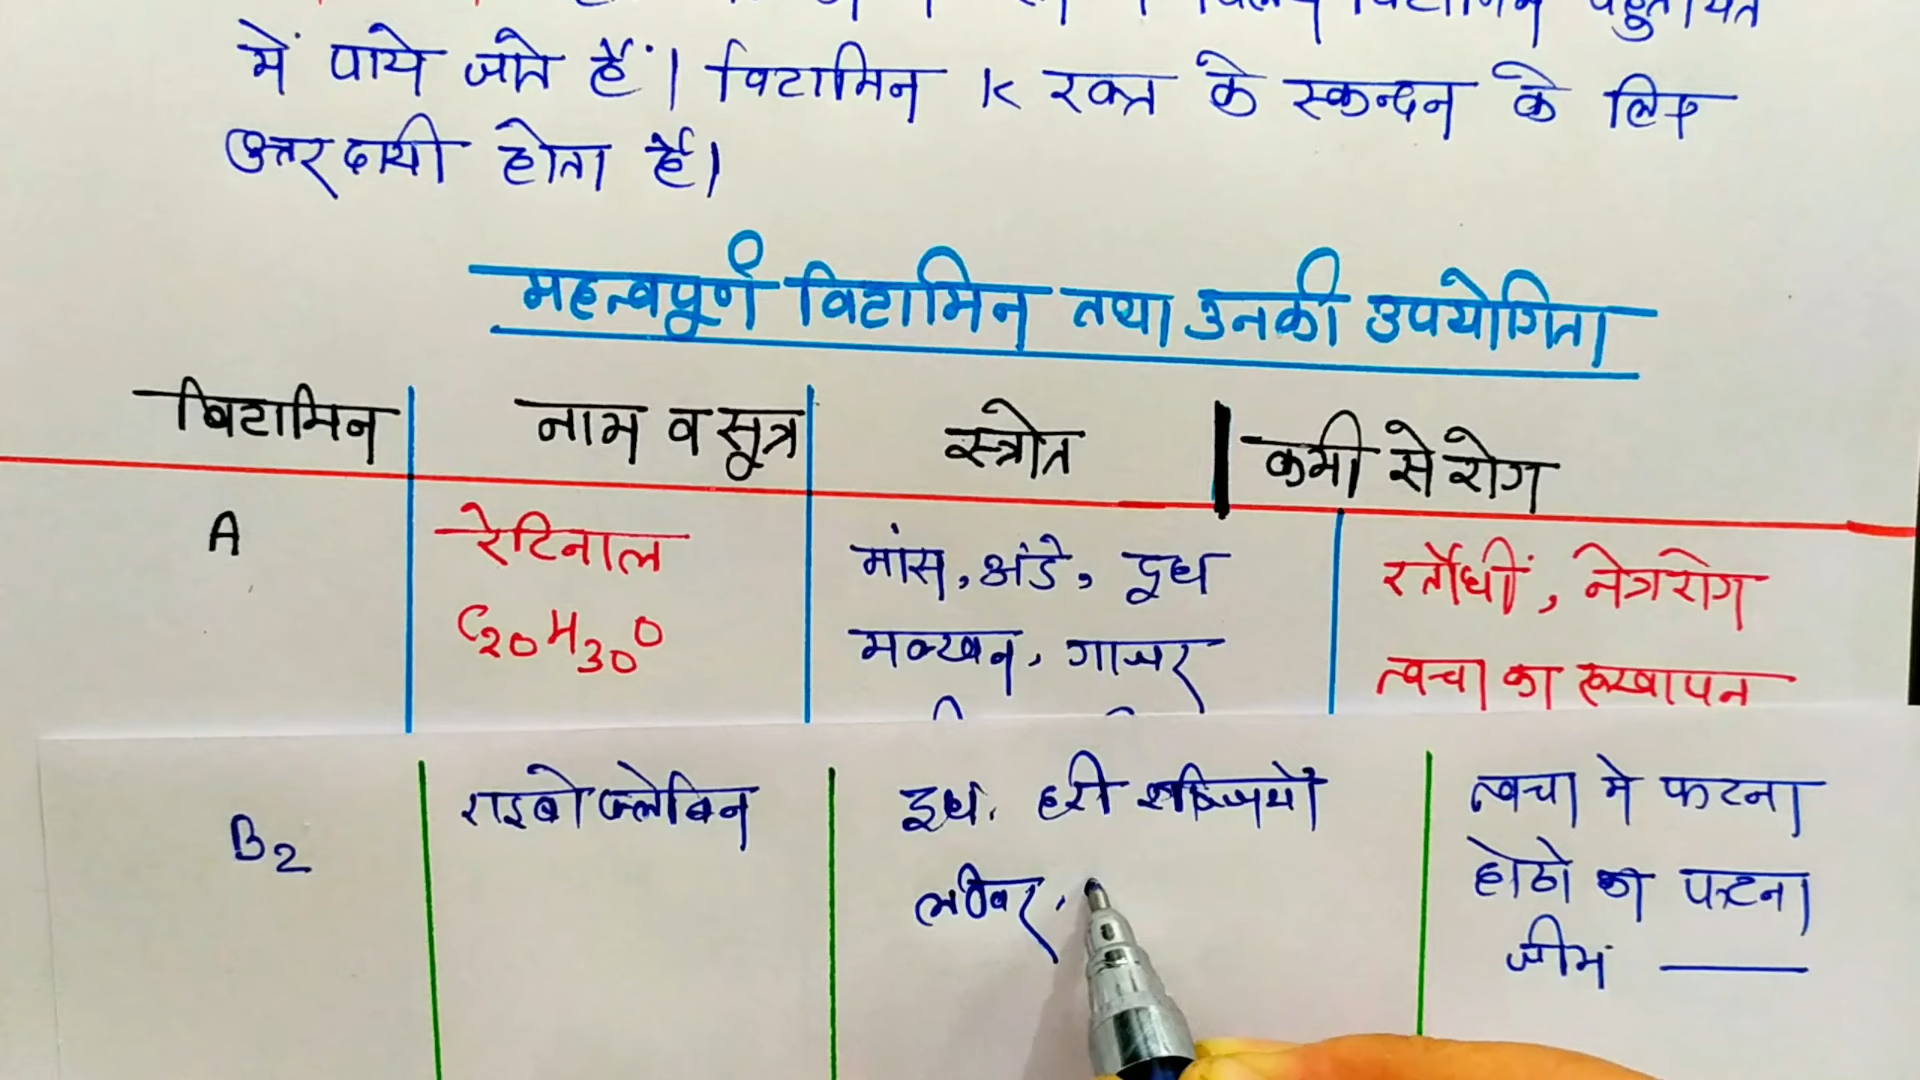 में पाये जाते हैं। विटामिन K रक्त के स्कन्दन के लिए
उत्तरदायी होता है।
महत्वपूर्ण विटामिन तथा उनकी उपयोगिता
विटामिन नाम व सूत्र स्त्रोत कमी से रोग
A रेटिनाल मांस, अंडे, दूध रतौंधीं, नेत्ररोग
C20H30O मक्खन, गाजर त्वचा का
B2 राइबोफ्लेबिन दूध, हरी सब्जियों त्वचा मे फटना
लीवर, होठो का फटना
जीभ